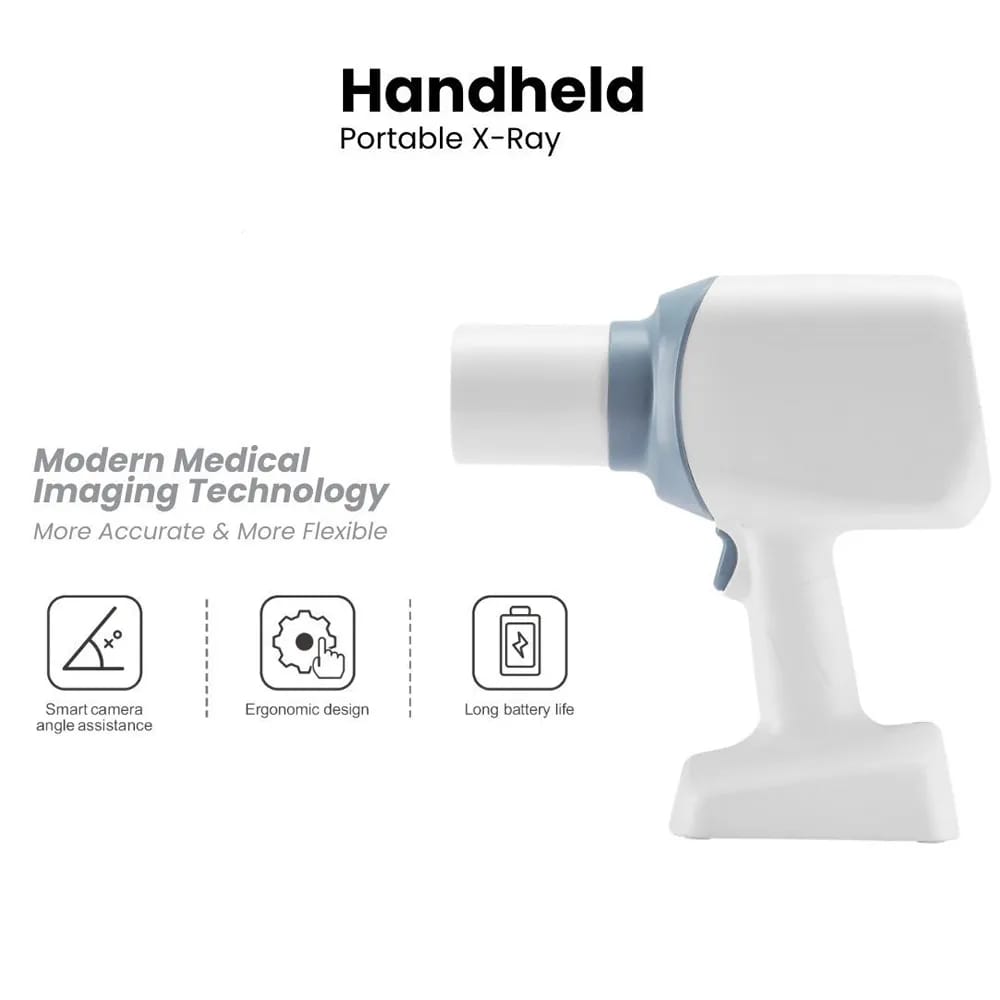 Handheld
Portable X-Ray
Modern Medical
Imaging Technology
More Accurate & More Flexible
x°
Smart camera
angle assistance
Ergonomic design
Long battery life